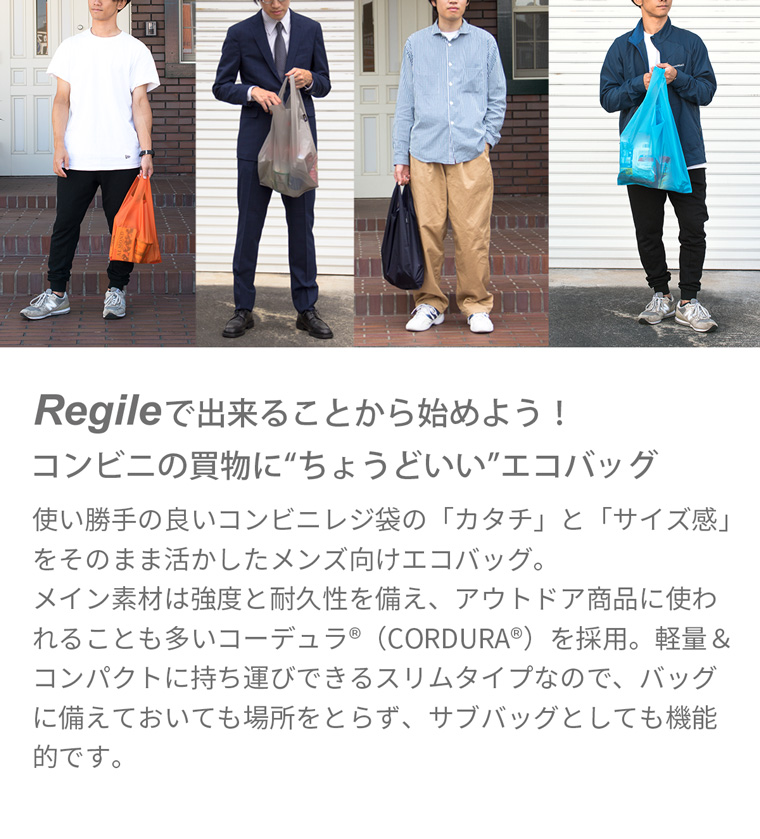 Regileで出来ることから始めよう！
コンビニの買物に“ちょうどいい”エコバッグ
使い勝手の良いコンビニレジ袋の「カタチ」と「サイズ感」
をそのまま活かしたメンズ向けエコバッグ。
メイン素材は強度と耐久性を備え、アウトドア商品に使わ
れることも多いコーデュラ®（CORDURA®）を採用。軽量＆
コンパクトに持ち運びできるスリムタイプなので、バッグ
に備えておいても場所をとらず、サブバッグとしても機能
的です。